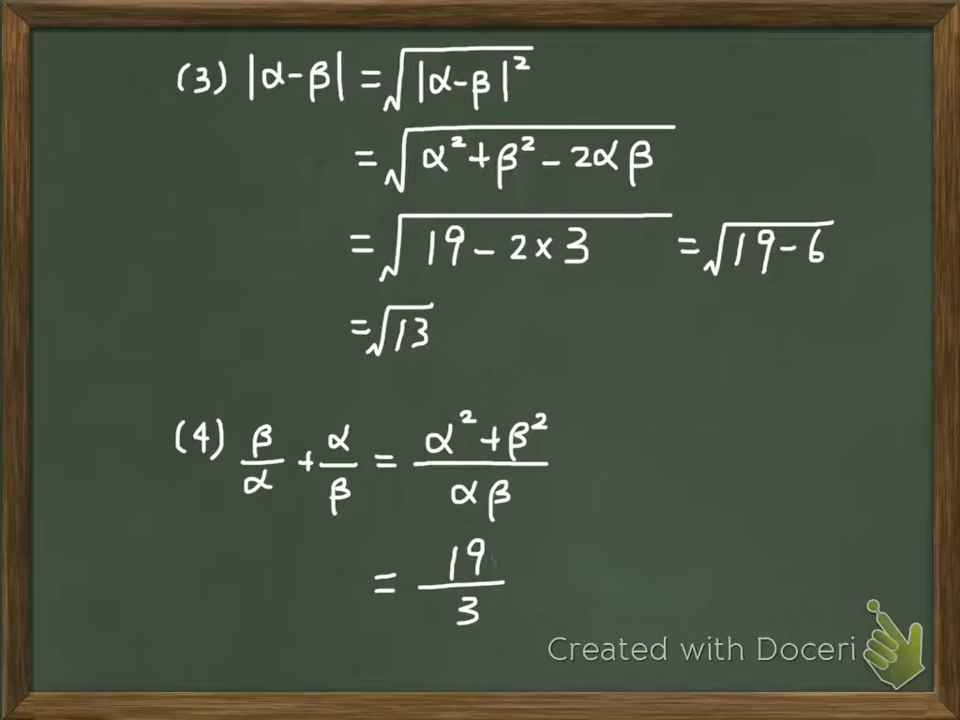 (3) |α-β| = √|α-β|²
= √α²+β²-2αβ
= √19-2×3 = √19-6
= √13
(4) β/α + α/β = α²+β²/αβ
= 19/3
Created with Doceri